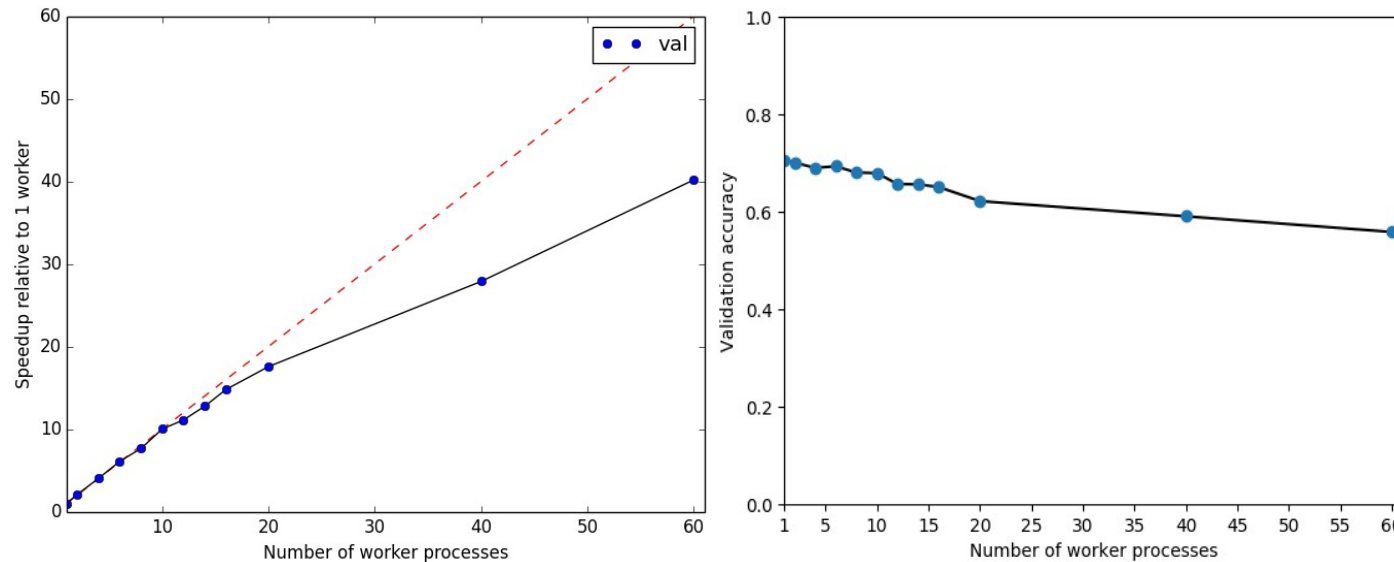 60
50
40
30
20
10
0
Speedup relative to 1 worker
val
10 20 30 40 50 60
Number of worker processes
1.0
0.8
0.6
0.4
0.2
0.0
Validation accuracy
1 5 10 15 20 25 30 35 40 45 50 55 60
Number of worker processes